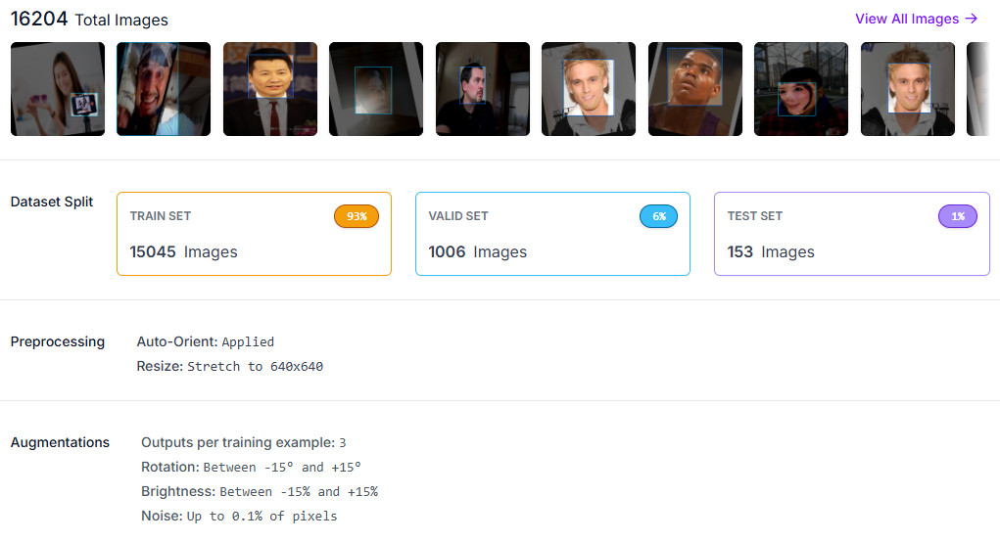 16204 Total Images
View All Images →
Dataset Split
TRAIN SET
93%
15045 Images
VALID SET
6%
1006 Images
TEST SET
1%
153 Images
Preprocessing
Auto-Orient: Applied
Resize: Stretch to 640x640
Augmentations
Outputs per training example: 3
Rotation: Between -15° and +15°
Brightness: Between -15% and +15%
Noise: Up to 0.1% of pixels